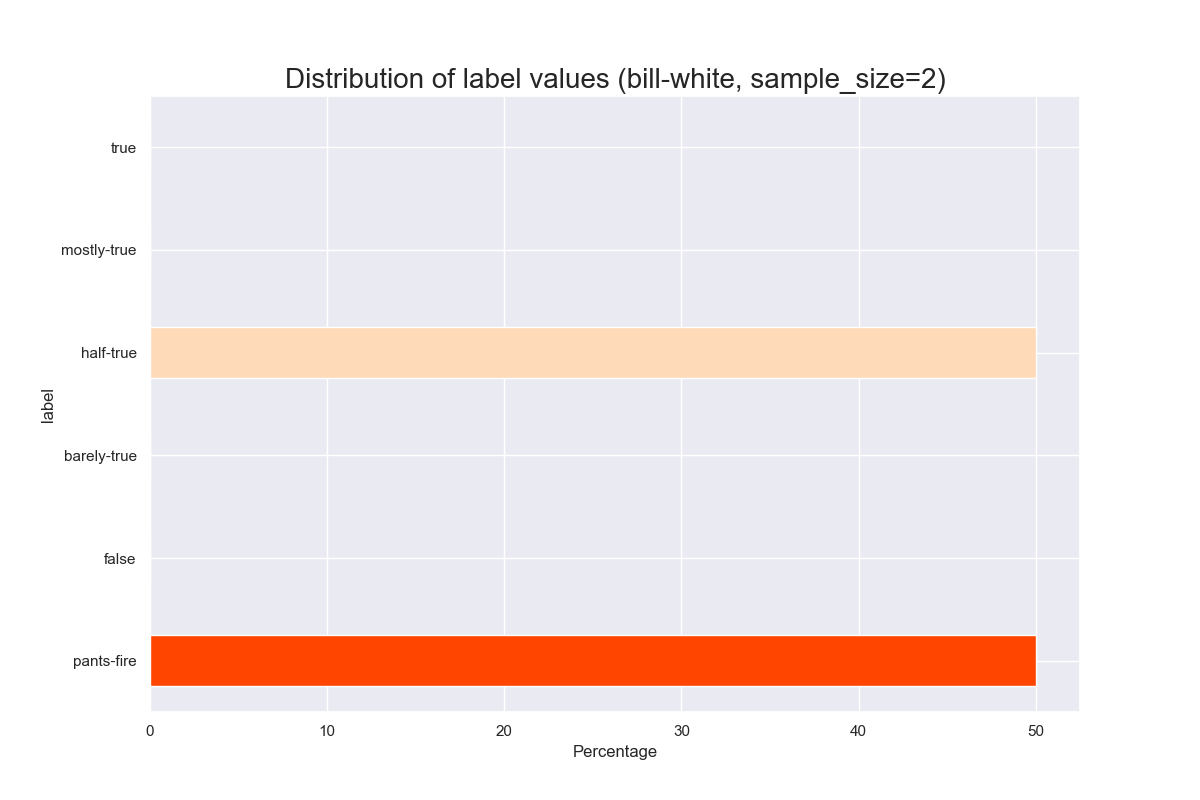 Distribution of label values (bill-white, sample_size=2)
true
mostly-true
half-true
label
barely-true
false
pants-fire
0 10 20 30 40 50
Percentage